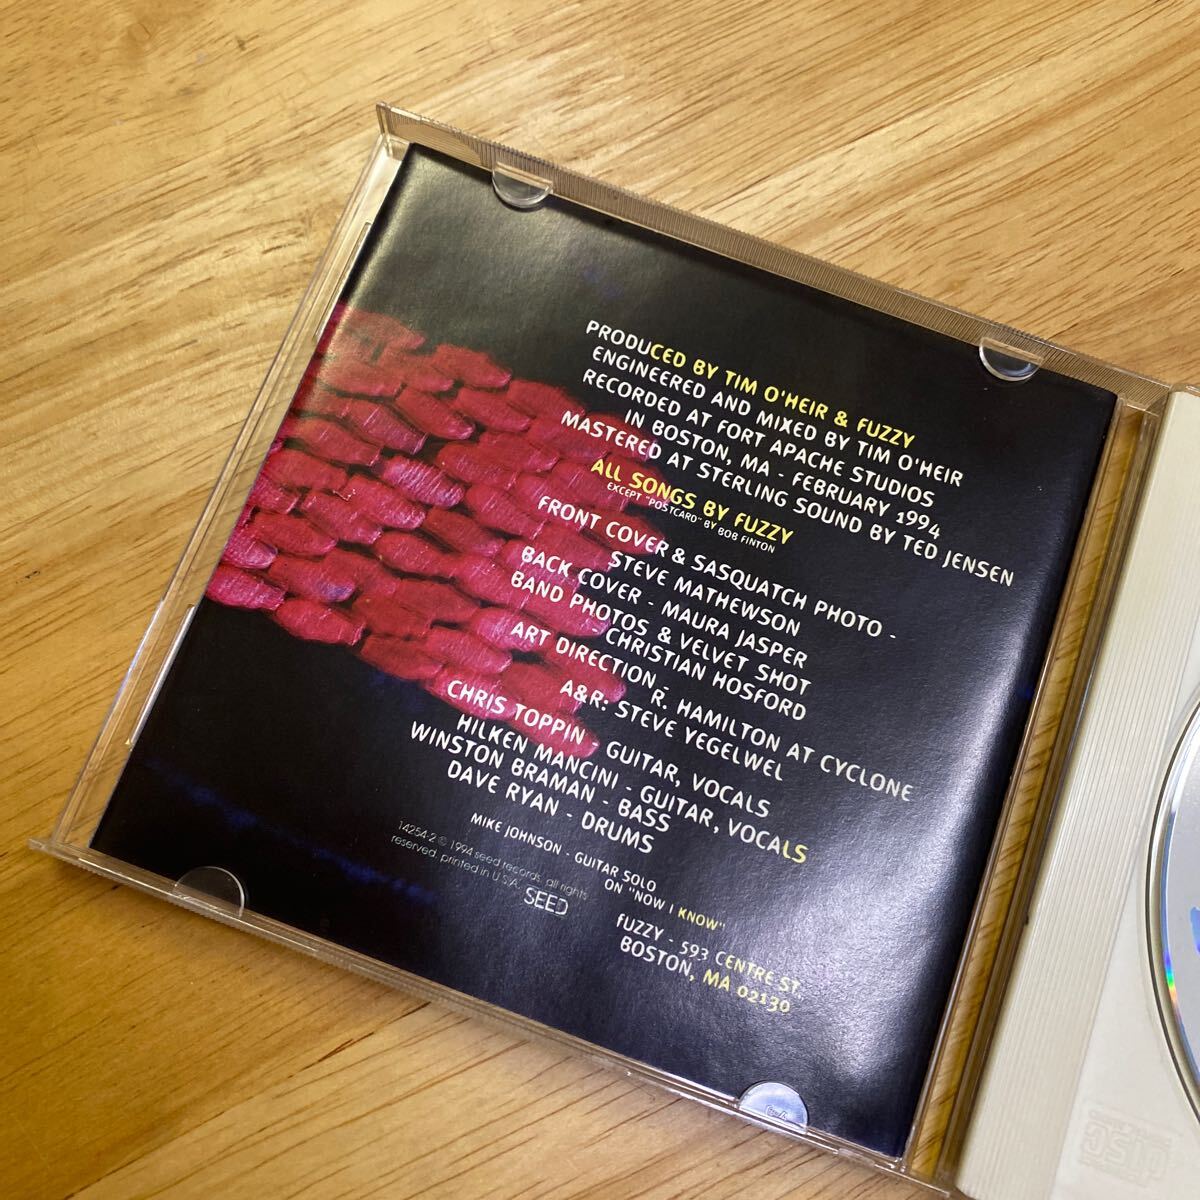 PRODUCED BY TIM O'HEIR & FUZZY
ENGINEERED AND MIXED BY TIM O'HEIR
RECORDED AT FORT APACHE STUDIOS
IN BOSTON, MA - FEBRUARY 1994
MASTERED AT STERLING SOUND BY TED JENSEN
ALL SONGS BY FUZZY
EXCEPT "POSTCARD" BY BOB FINTON
FRONT COVER & SASQUATCH PHOTO -
STEVE MATHEWSON
BACK COVER - MAURA JASPER
BAND PHOTOS & VELVET SHOT
CHRISTIAN HOSFORD
ART DIRECTION -
R. HAMILTON AT CYCLONE
A&R: STEVE YEGELWEL
CHRIS TOPPIN - GUITAR, VOCALS
HILKEN MANCINI - GUITAR, VOCALS
WINSTON BRAMAN - BASS
DAVE RYAN - DRUMS
MIKE JOHNSON - GUITAR SOLO
ON "NOW I KNOW"
14254-2 © 1994 seed records. all rights
reserved. printed in U.S.A.
SEED
FUZZY - 593 CENTRE ST.
BOSTON, MA 02130